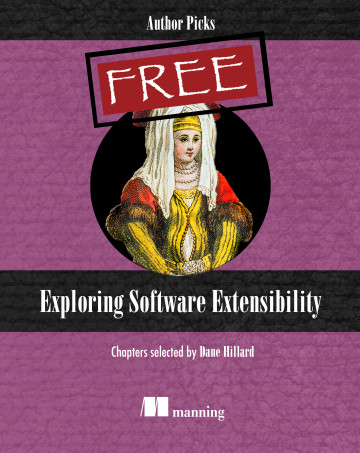 Author Picks
FREE
Exploring Software Extensibility
Chapters selected by Dane Hillard
manning